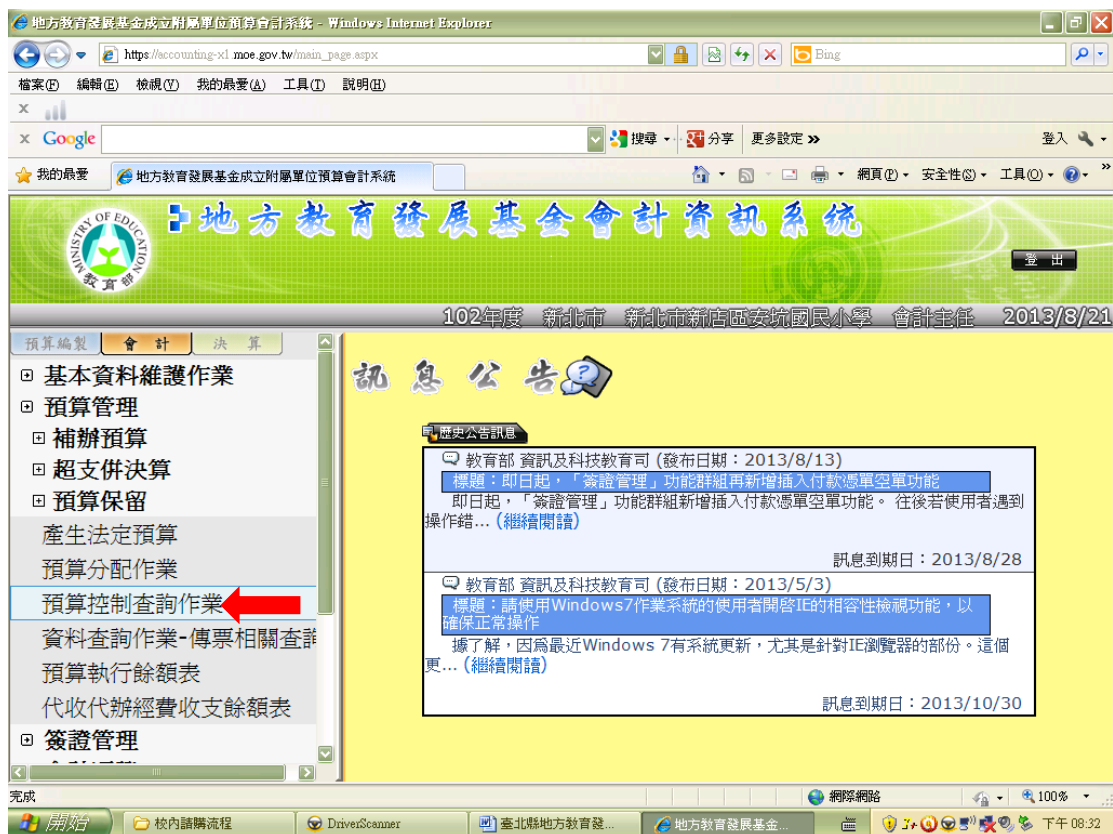 地方教育發展基金成立附屬單位預算會計系統 - Windows Internet Explorer
https://accounting-x1.moe.gov.tw/main_page.aspx
Bing
檔案(F) 編輯(E) 檢視(V) 我的最愛(A) 工具(T) 說明(H)
x
x Google 搜尋 分享 更多設定 » 登入
我的最愛 地方教育發展基金成立附屬單位預算會計系統 網頁(P) 安全性(S) 工具(O) »
MINISTRY OF EDUCATION
教育部
地方教育發展基金會計資訊系統
登 出
102年度 新北市 新北市新店區安坑國民小學 會計主任 2013/8/21
預算編製 會 計 決 算
基本資料維護作業
預算管理
補辦預算
超支併決算
預算保留
產生法定預算
預算分配作業
預算控制查詢作業
資料查詢作業-傳票相關查詢
預算執行餘額表
代收代辦經費收支餘額表
簽證管理
訊息公告
歷史公告訊息
教育部 資訊及科技教育司 (發布日期:2013/8/13)
標題:即日起,「簽證管理」功能群組再新增插入付款憑單空單功能
即日起,「簽證管理」功能群組新增插入付款憑單空單功能。 往後若使用者遇到
操作錯... (繼續閱讀)
訊息到期日:2013/8/28
教育部 資訊及科技教育司 (發布日期:2013/5/3)
標題:請使用Windows7作業系統的使用者開啟IE的相容性檢視功能,以
確保正常操作
據了解,因為最近Windows 7有系統更新,尤其是針對IE瀏覽器的部份。這個
更... (繼續閱讀)
訊息到期日:2013/10/30
完成 網際網路 100%
開始 校內請購流程 DriverScanner 臺北縣地方教育發... 地方教育發展基金... 下午 08:32